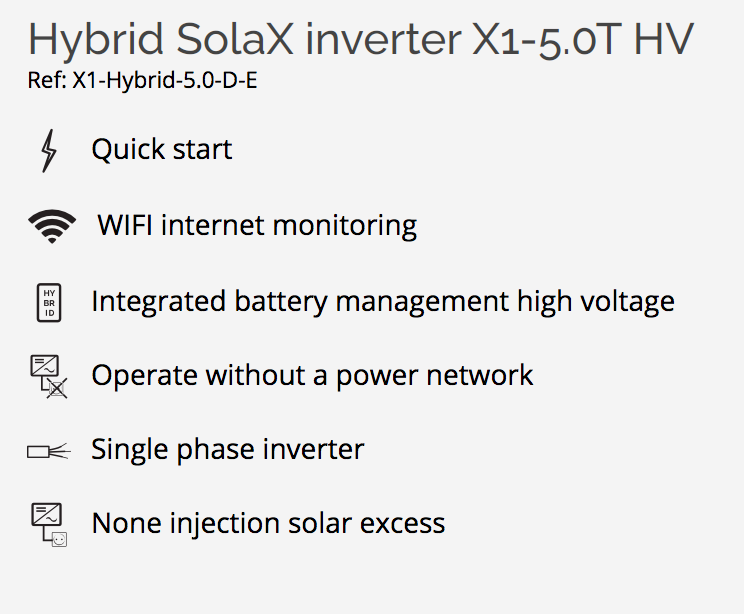 Hybrid SolaX inverter X1-5.0T HV
Ref: X1-Hybrid-5.0-D-E
Quick start
WIFI internet monitoring
HY
BR
ID
Integrated battery management high voltage
Operate without a power network
Single phase inverter
None injection solar excess